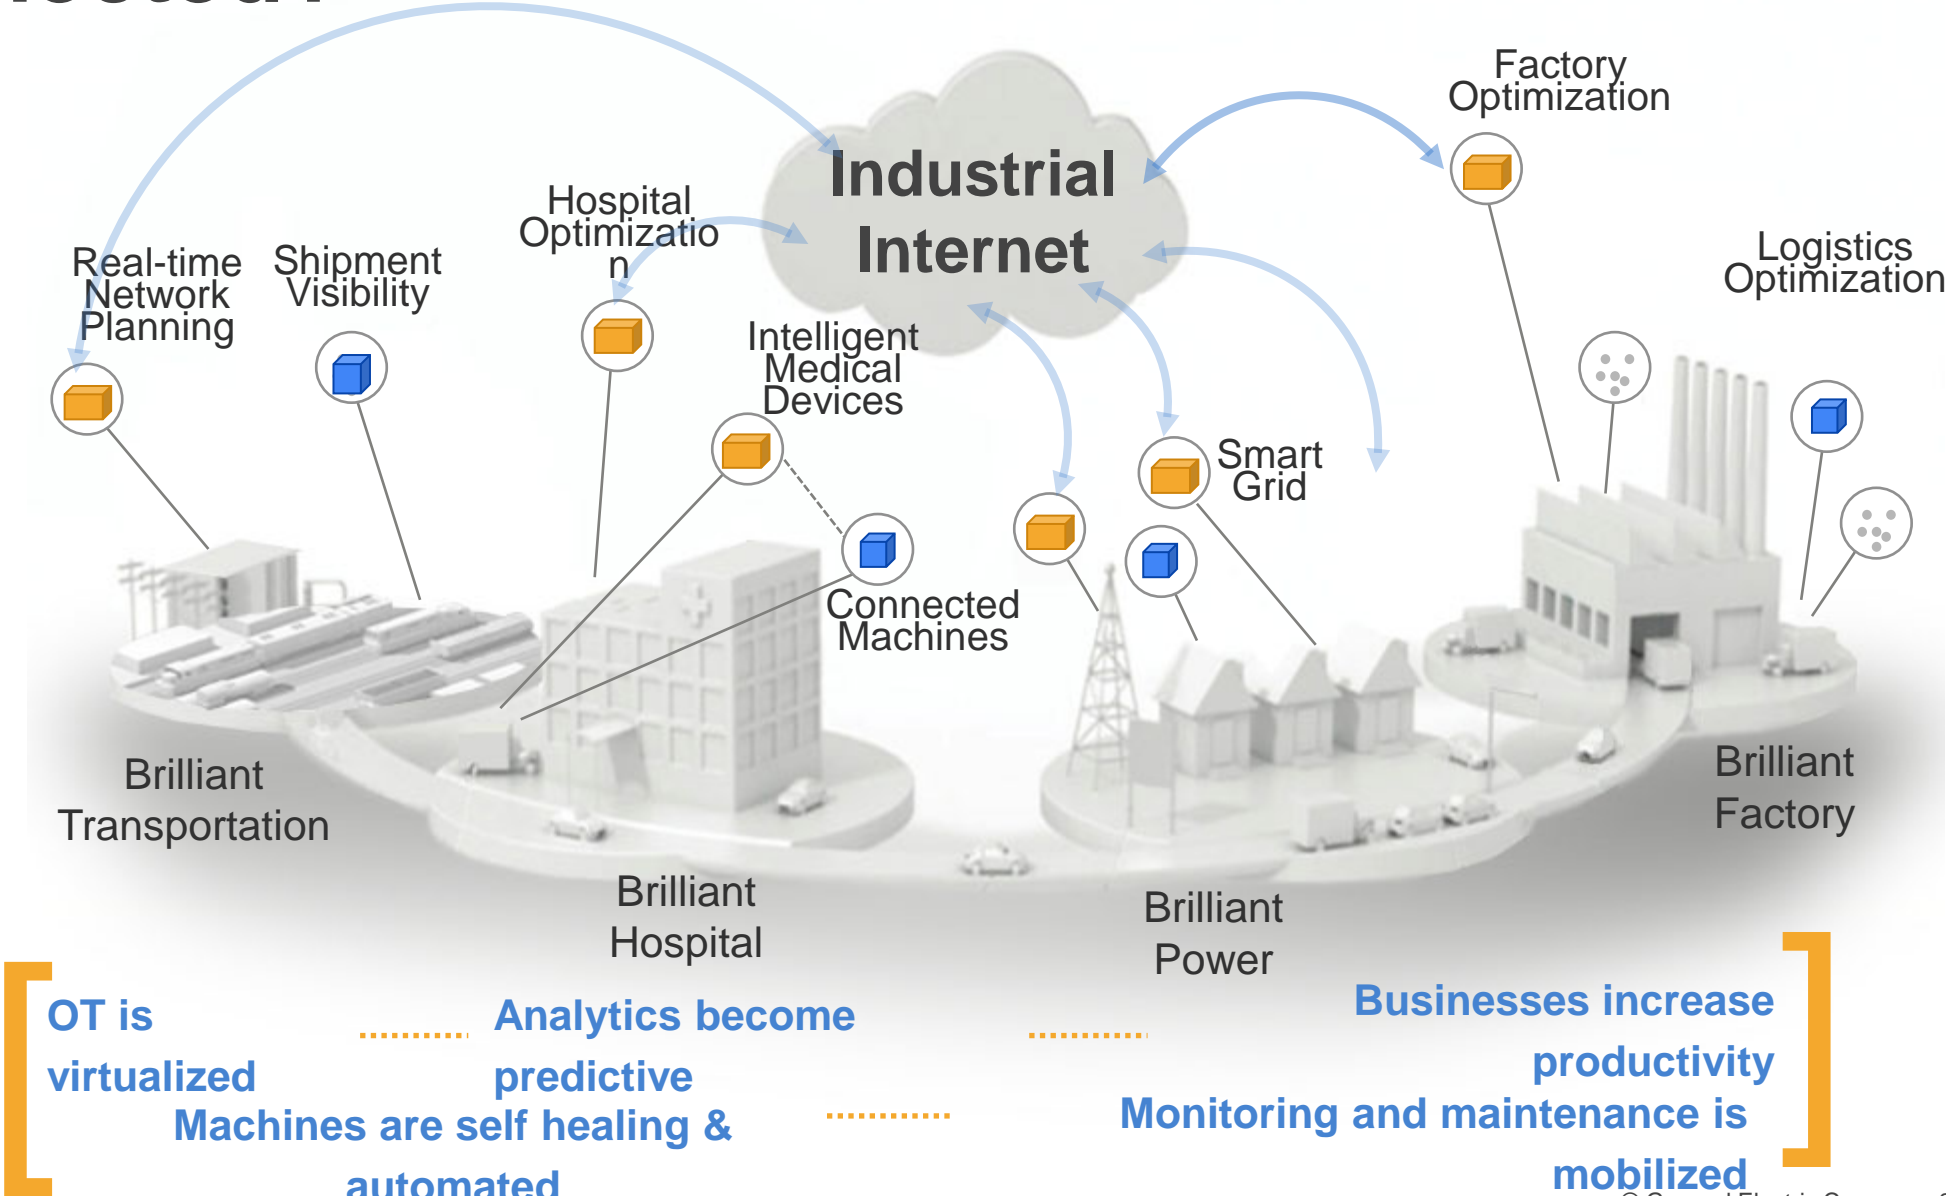 Factory
Optimization
Industrial
Internet
Hospital
Optimizatio
n
Real-time
Network
Planning
Shipment
Visibility
Logistics
Optimization
Intelligent
Medical
Devices
Smart
Grid
Connected
Machines
Brilliant
Transportation
Brilliant
Factory
Brilliant
Hospital
Brilliant
Power
OT is
virtualized
Analytics become
predictive
Businesses increase
productivity
Machines are self healing &
automated
Monitoring and maintenance is
mobilized